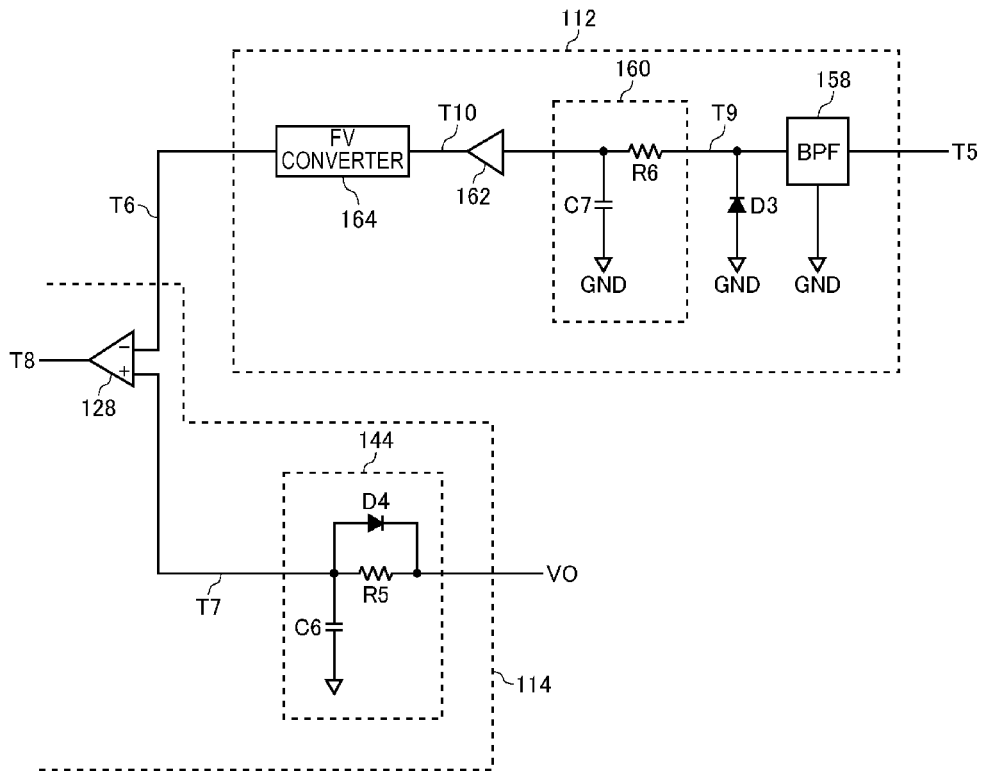 112
160
158
T10
T9
FV
CONVERTER
BPF
T5
164
162
R6
C7
D3
T6
GND
GND
GND
T8
−
+
128
144
D4
VO
T7
R5
C6
114